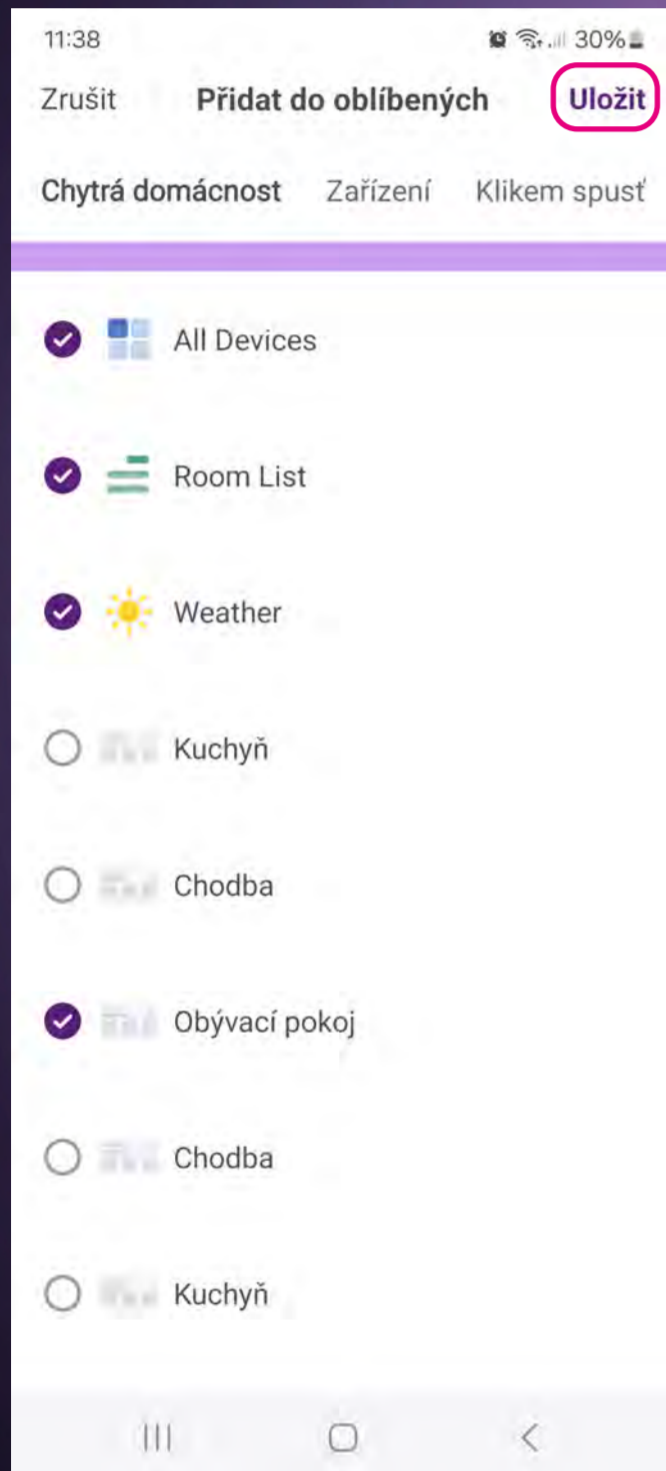 11:38 30%
Zrušit Přidat do oblíbených Uložit
Chytrá domácnost Zařízení Klikem spusť
All Devices
Room List
Weather
Kuchyň
Chodba
Obývací pokoj
Chodba
Kuchyň